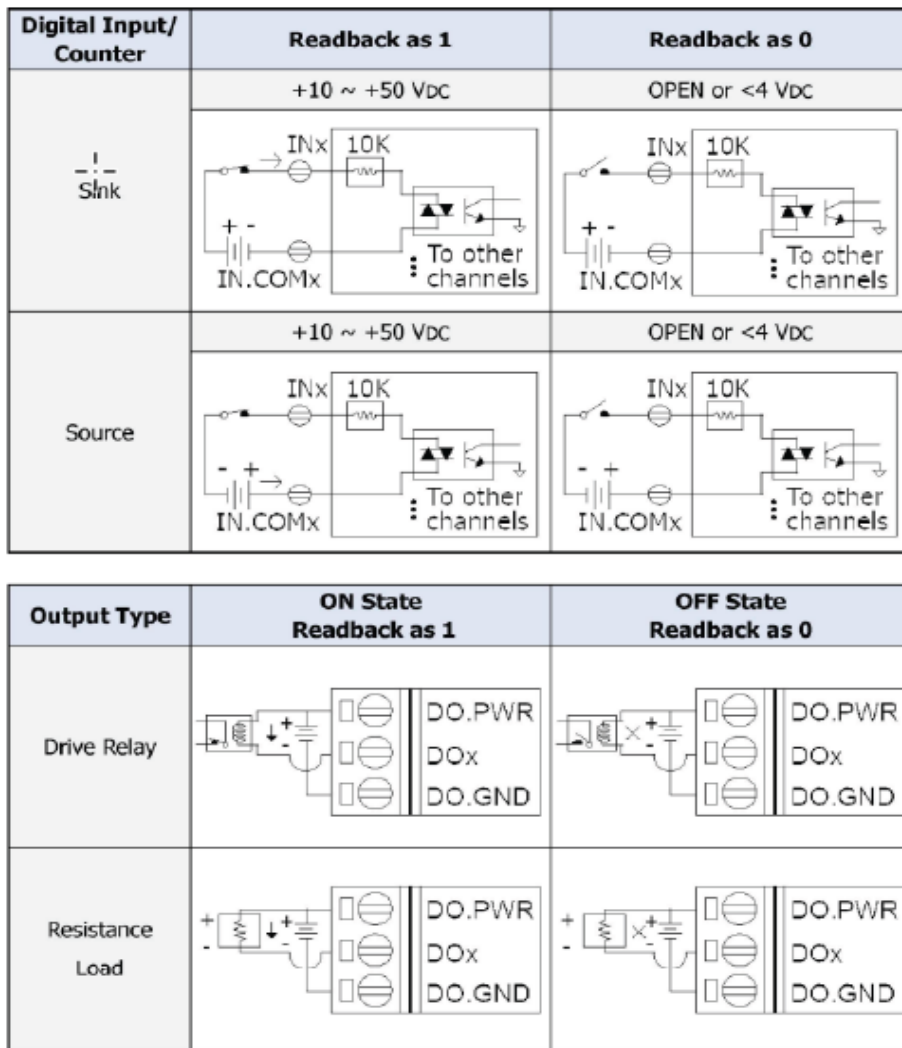 Digital Input/
Counter
Readback as 1
Readback as 0
Sink
+10 ~ +50 VDC
OPEN or <4 VDC
INx
10K
+ -
IN.COMx
To other
channels
INx
10K
+ -
IN.COMx
To other
channels
Source
+10 ~ +50 VDC
OPEN or <4 VDC
INx
10K
- +
IN.COMx
To other
channels
INx
10K
- +
IN.COMx
To other
channels
Output Type
ON State
Readback as 1
OFF State
Readback as 0
Drive Relay
+
-
DO.PWR
DOx
DO.GND
+
-
DO.PWR
DOx
DO.GND
Resistance
Load
+
-
+
-
DO.PWR
DOx
DO.GND
+
-
+
-
DO.PWR
DOx
DO.GND